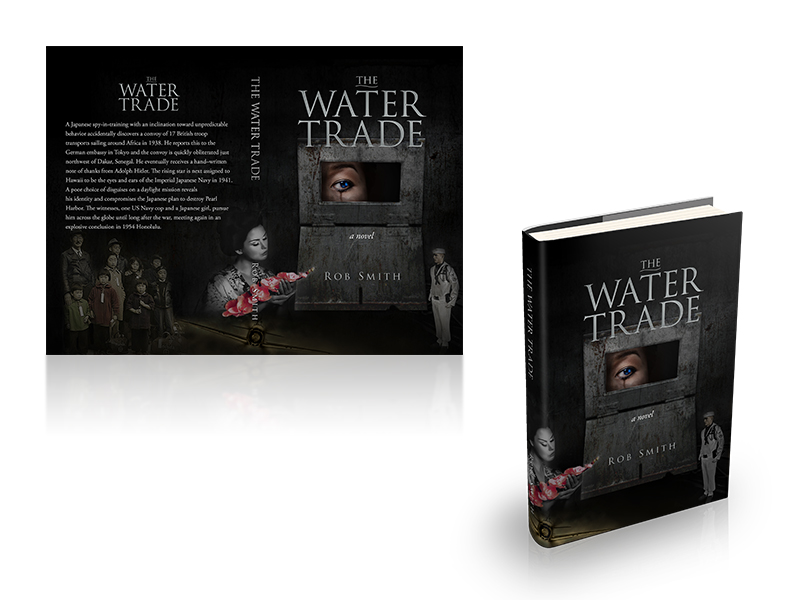 THE
WATER
TRADE
A Japanese spy-in-training with an inclination toward unpredictable
behavior accidentally discovers a convoy of 17 British troop
transports sailing around Africa in 1938. He reports this to the
German embassy in Tokyo and the convoy is quickly obliterated just
northwest of Dakar, Senegal. He eventually receives a hand-written
note of thanks from Adolph Hitler. The rising star is next assigned to
Hawaii to be the eyes and ears of the Imperial Japanese Navy in 1941.
A poor choice of disguises on a daylight mission reveals
his identity and compromises the Japanese plan to destroy Pearl
Harbor. The witnesses, one US Navy cop and a Japanese girl, pursue
him across the globe until long after the war, meeting again in an
explosive conclusion in 1954 Honolulu.
THE WATER TRADE
ROB SMITH
THE
WATER
TRADE
a novel
ROB SMITH
THE WATER TRADE
THE
WATER
TRADE
a novel
ROB SMITH